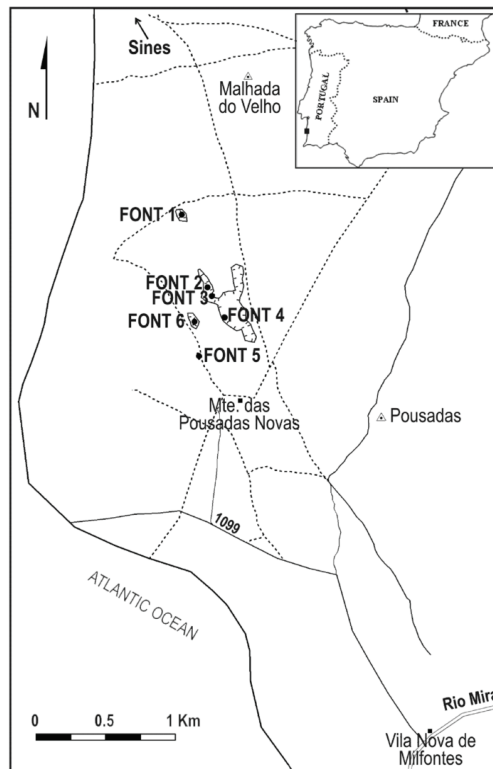 Sines
N
Malhada
do Velho
FRANCE
PORTUGAL
SPAIN
FONT 1
FONT 2
FONT 3
FONT 4
FONT 6
FONT 5
Mte. das
Pousadas Novas
Pousadas
1099
ATLANTIC OCEAN
0 0.5 1 Km
Rio Mira
Vila Nova de
Milfontes